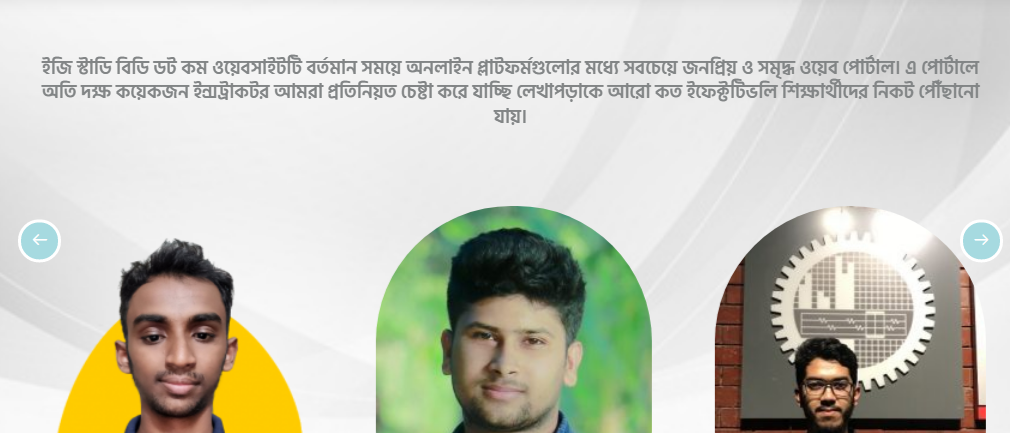 ইজি স্টাডি বিডি ডট কম ওয়েবসাইটটি বর্তমান সময়ে অনলাইন প্লাটফর্মগুলোর মধ্যে সবচেয়ে জনপ্রিয় ও সমৃদ্ধ ওয়েব পোর্টাল। এ পোর্টালে
অতি দক্ষ কয়েকজন ইন্সট্রাকটর আমরা প্রতিনিয়ত চেষ্টা করে যাচ্ছি লেখাপড়াকে আরো কত ইফেক্টটিভলি শিক্ষার্থীদের নিকট পৌঁছানো
যায়।